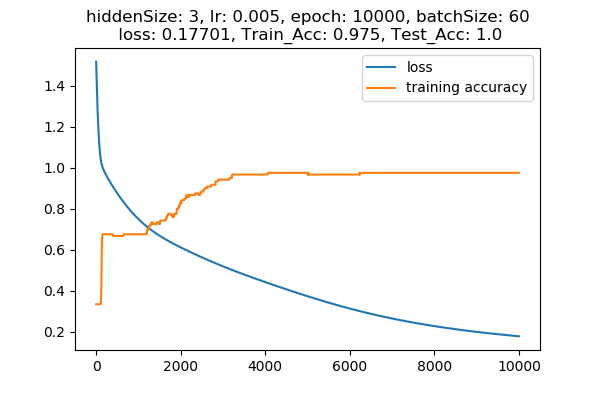 hiddenSize: 3, lr: 0.005, epoch: 10000, batchSize: 60
loss: 0.17701, Train_Acc: 0.975, Test_Acc: 1.0
loss
training accuracy
1.4
1.2
1.0
0.8
0.6
0.4
0.2
0 2000 4000 6000 8000 10000